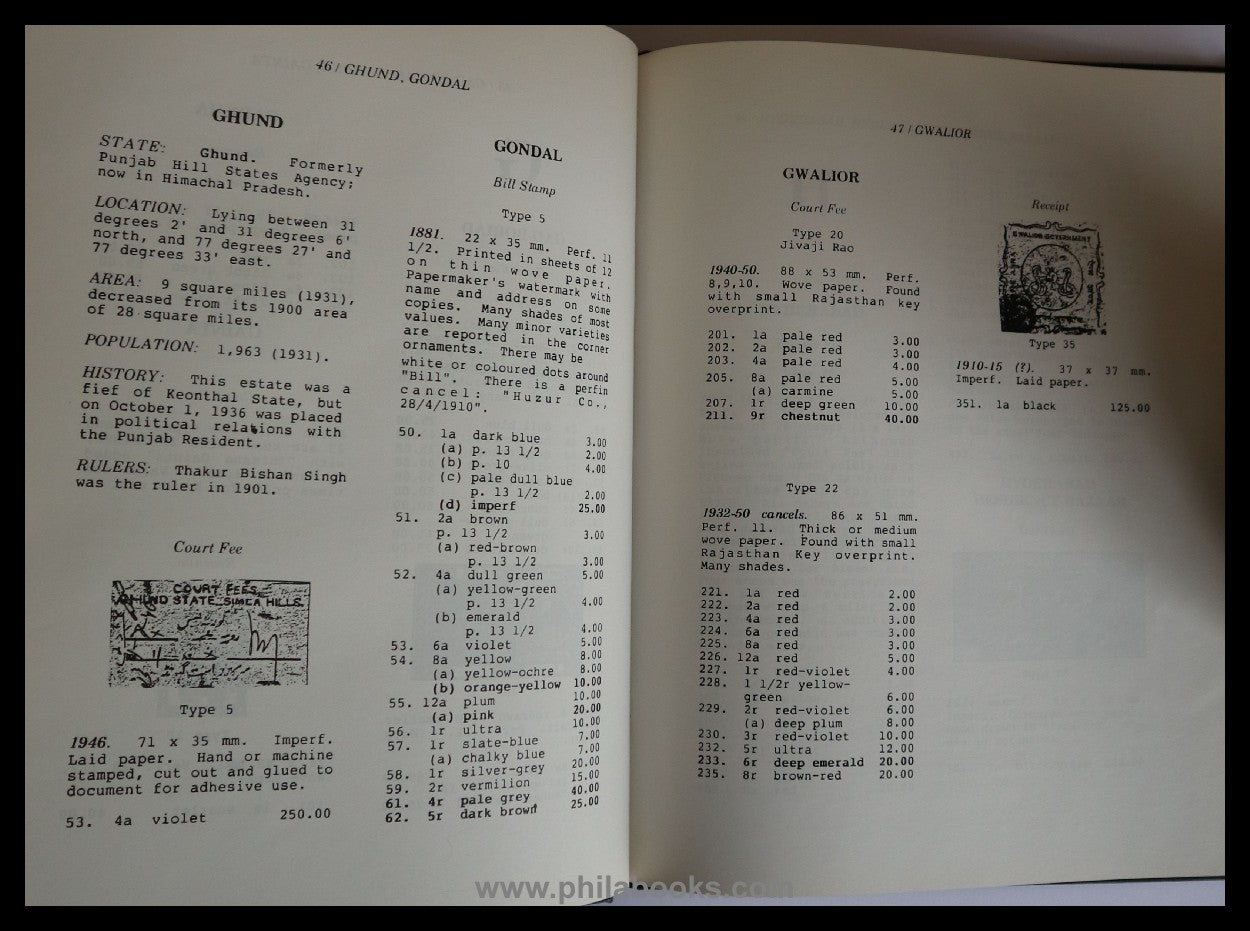 46 / GHUND, GONDAL
GHUND
STATE: Ghund. Formerly
Punjab Hill States Agency;
now in Himachal Pradesh.
LOCATION: Lying between 31
degrees 2' and 31 degrees 6'
north, and 77 degrees 27' and
77 degrees 33' east.
AREA: 9 square miles (1931),
decreased from its 1900 area
of 28 square miles.
POPULATION: 1,963 (1931).
HISTORY: This estate was a
fief of Keonthal State, but
on October 1, 1936 was placed
in political relations with
the Punjab Resident.
RULERS: Thakur Bishan Singh
was the ruler in 1901.
Court Fee
COURT FEES
GHUND STATE SIMLA HILLS
Type 5
1946. 71 x 35 mm. Imperf.
Laid paper. Hand or machine
stamped, cut out and glued to
document for adhesive use.
53. 4a violet 250.00
GONDAL
Bill Stamp
Type 5
1881. 22 x 35 mm. Perf. 11
1/2. Printed in sheets of 12
on thin wove paper.
Papermaker's watermark with
name and address on some
copies. Many shades of most
values. Many minor varieties
are reported in the corner
ornaments. There may be
white or coloured dots around
"Bill". There is a perfin
cancel: "Huzur Co.,
28/4/1910".
50. 1a dark blue 3.00
(a) p. 13 1/2 2.00
(b) p. 10 4.00
(c) pale dull blue
p. 13 1/2 2.00
(d) imperf 25.00
51. 2a brown
p. 13 1/2 3.00
(a) red-brown
p. 13 1/2 3.00
52. 4a dull green 5.00
(a) yellow-green
p. 13 1/2 4.00
(b) emerald
p. 13 1/2 4.00
53. 6a violet 5.00
54. 8a yellow 8.00
(a) yellow-ochre 8.00
(b) orange-yellow 10.00
55. 12a plum 10.00
(a) pink 20.00
56. 1r ultra 10.00
57. 1r slate-blue 7.00
(a) chalky blue 7.00
58. 1r silver-grey 20.00
59. 2r vermilion 15.00
61. 4r pale grey 40.00
62. 5r dark brown 25.00
47 / GWALIOR
GWALIOR
Court Fee
Type 20
Jivaji Rao
1940-50. 88 x 53 mm. Perf.
8,9,10. Wove paper. Found
with small Rajasthan key
overprint.
201. 1a pale red 3.00
202. 2a pale red 3.00
203. 4a pale red 4.00
205. 8a pale red 5.00
(a) carmine 5.00
207. 1r deep green 10.00
211. 9r chestnut 40.00
Type 22
1932-50 cancels. 86 x 51 mm.
Perf. 11. Thick or medium
wove paper. Found with small
Rajasthan Key overprint.
Many shades.
221. 1a red 2.00
222. 2a red 2.00
223. 4a red 3.00
224. 6a red 3.00
225. 8a red 3.00
226. 12a red 5.00
227. 1r red-violet 4.00
228. 1 1/2r yellow-
green 6.00
229. 2r red-violet 6.00
(a) deep plum 8.00
230. 3r red-violet 10.00
232. 5r ultra 12.00
233. 6r deep emerald 20.00
235. 8r brown-red 20.00
Receipt
GWALIOR GOVERNMENT
Type 35
1910-15 (?). 37 x 37 mm.
Imperf. Laid paper.
351. 1a black 125.00
www.philabooks.com